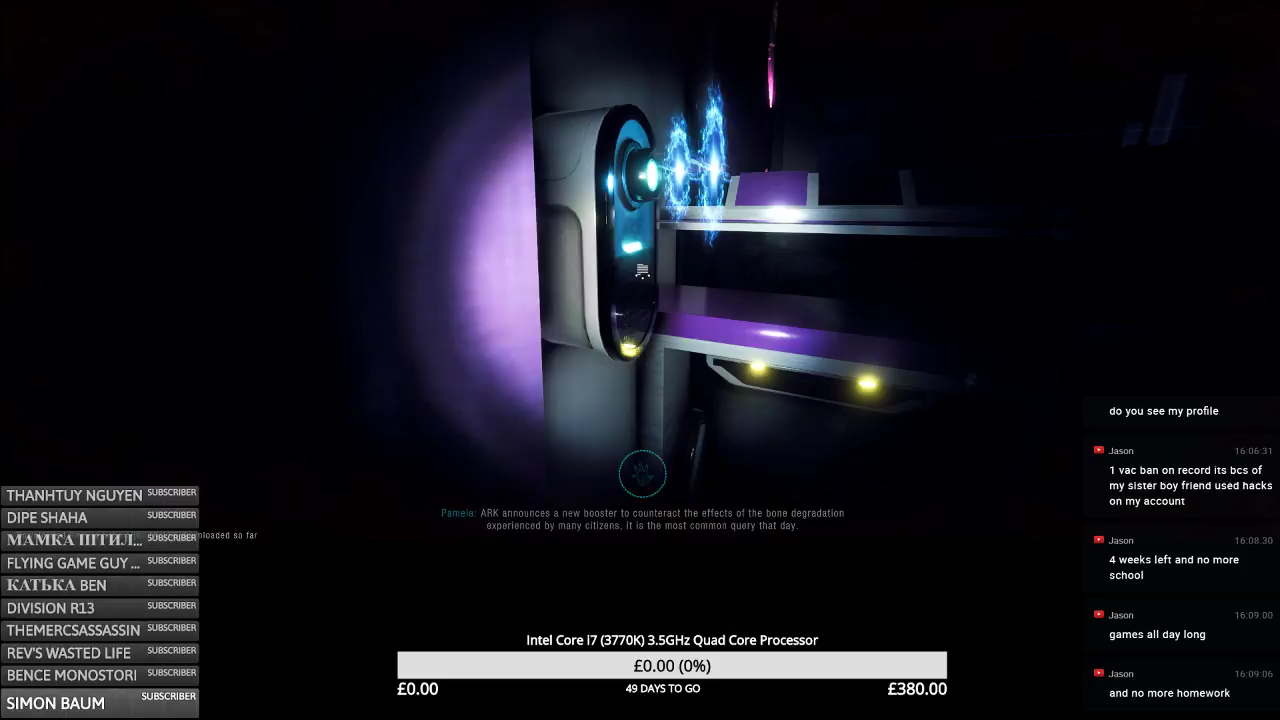 do you see my profile
Jason 16:06:31
1 vac ban on record its bcs of
my sister boy friend used hacks
on my account
Jason 16:08:30
4 weeks left and no more
school
Jason 16:09:00
games all day long
Jason 16:09:06
and no more homework
Pamela: ARK announces a new booster to counteract the effects of the bone degradation
experienced by many citizens, it is the most common query that day.
THANHTUY NGUYEN SUBSCRIBER
DIPE SHAHA SUBSCRIBER
МАМКА ШТИЛ... SUBSCRIBER
nloaded so far
FLYING GAME GUY ... SUBSCRIBER
КАТЬКА BEN SUBSCRIBER
DIVISION R13 SUBSCRIBER
THEMERCSASSASSIN SUBSCRIBER
REV'S WASTED LIFE SUBSCRIBER
BENCE MONOSTORI SUBSCRIBER
SIMON BAUM SUBSCRIBER
Intel Core i7 (3770K) 3.5GHz Quad Core Processor
£0.00 (0%)
£0.00 49 DAYS TO GO £380.00